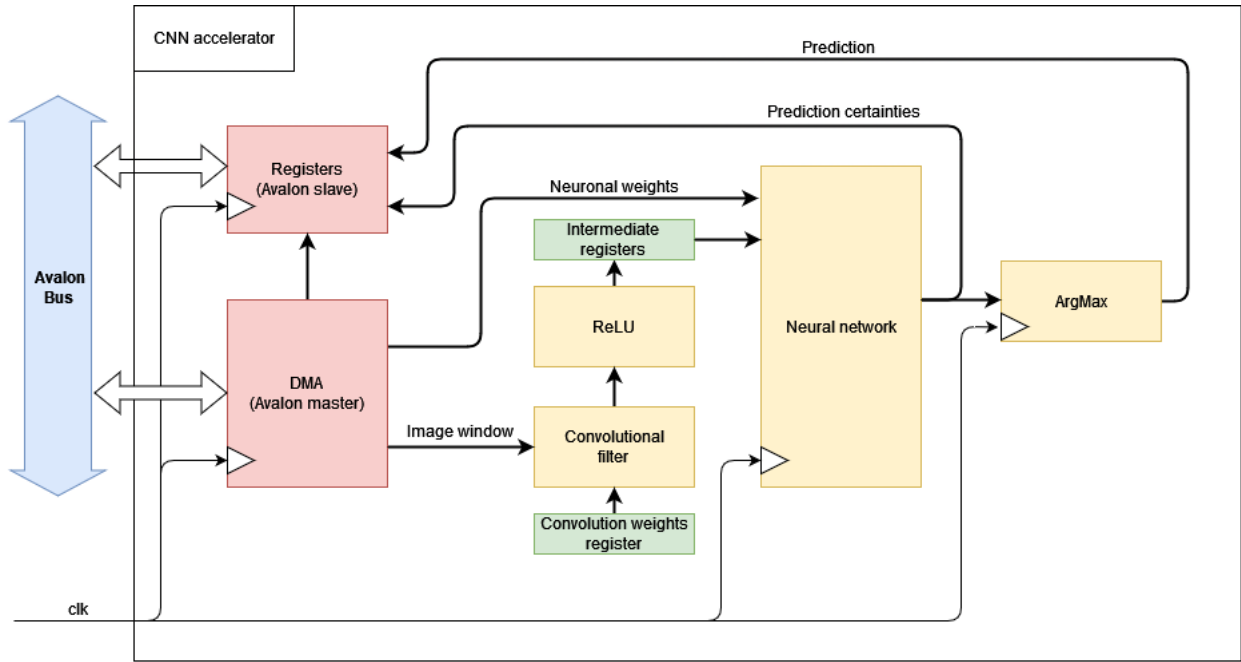 CNN accelerator
Prediction
Prediction certainties
Registers
(Avalon slave)
Neuronal weights
Intermediate
registers
Avalon
Bus
ReLU
Neural network
ArgMax
DMA
(Avalon master)
Image window
Convolutional
filter
Convolution weights
register
clk